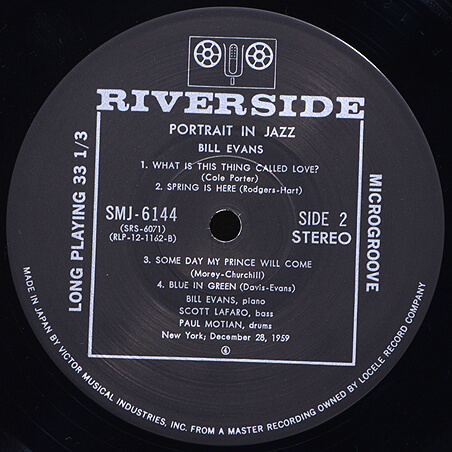 RIVERSIDE
PORTRAIT IN JAZZ
BILL EVANS
1. WHAT IS THIS THING CALLED LOVE?
(Cole Porter)
2. SPRING IS HERE (Rodgers-Hart)
SMJ-6144
(SRS-6071)
(RLP-12-1162-B)
SIDE 2
STEREO
3. SOME DAY MY PRINCE WILL COME
(Morey-Churchill)
4. BLUE IN GREEN (Davis-Evans)
BILL EVANS, piano
SCOTT LAFARO, bass
PAUL MOTIAN, drums
New York; December 28, 1959
④
LONG PLAYING 33 1/3
MICROGROOVE
MADE IN JAPAN BY VICTOR MUSICAL INDUSTRIES, INC. FROM A MASTER RECORDING OWNED BY LOCELE RECORD COMPANY